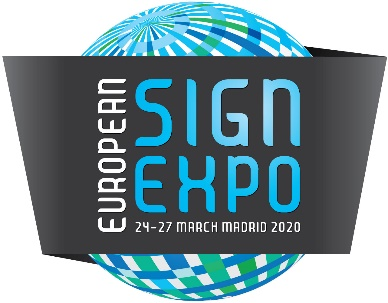 EUROPEAN
SIGN
EXPO
24-27 MARCH MADRID 2020